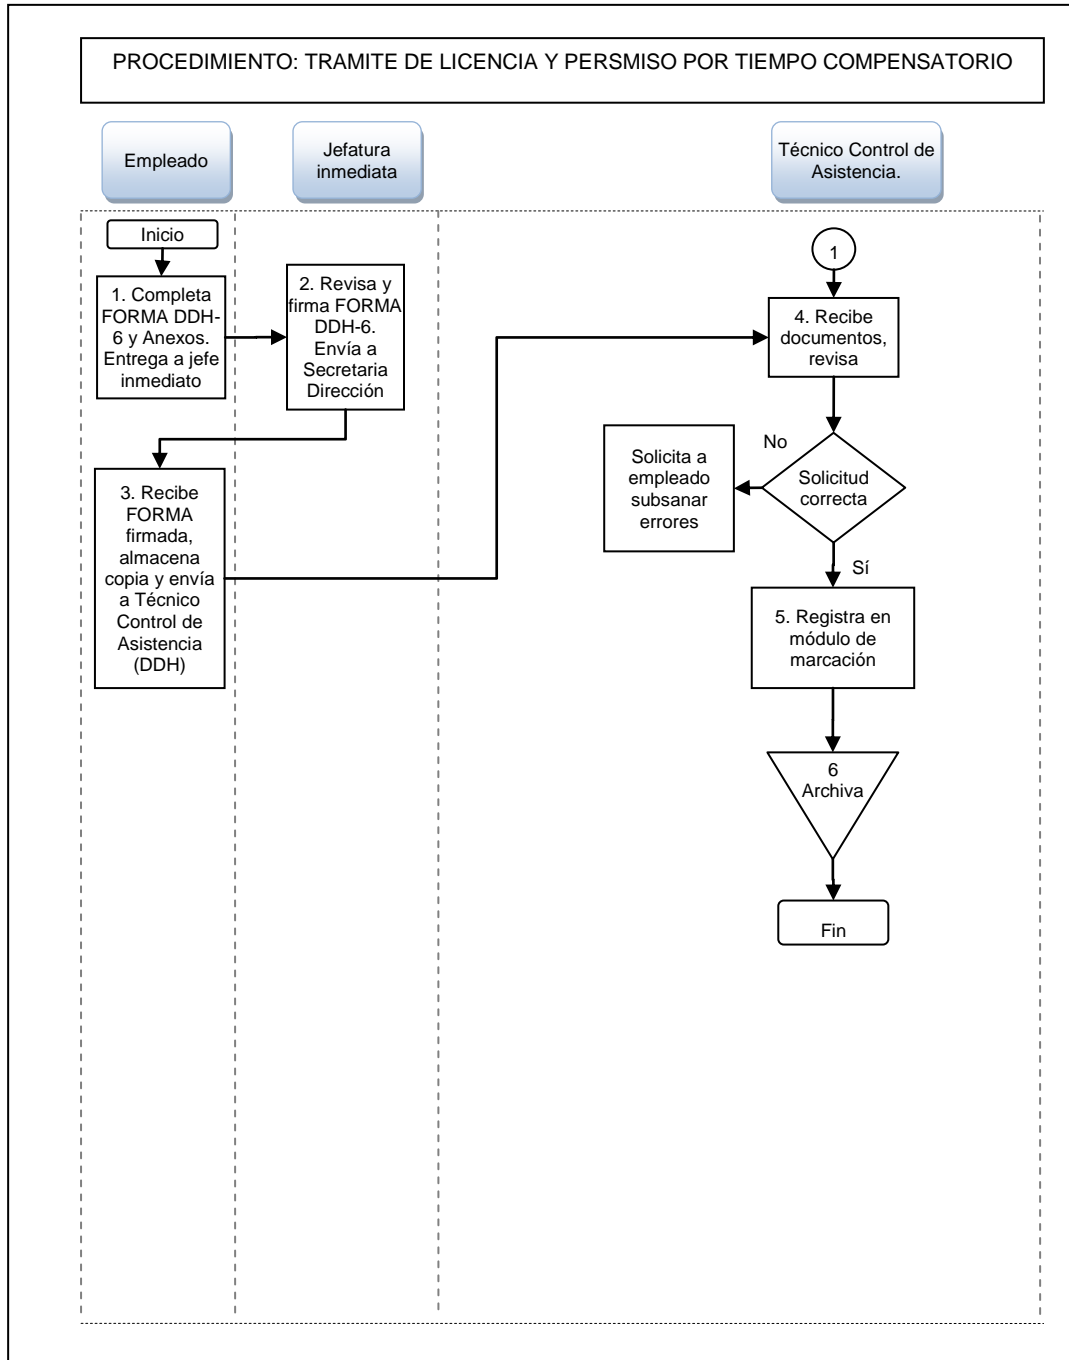 PROCEDIMIENTO: TRAMITE DE LICENCIA Y PERSMISO POR TIEMPO COMPENSATORIO
Empleado
Jefatura
inmediata
Técnico Control de
Asistencia.
Inicio
1. Completa
FORMA DDH-
6 y Anexos.
Entrega a jefe
inmediato
2. Revisa y
firma FORMA
DDH-6.
Envía a
Secretaria
Dirección
3. Recibe
FORMA
firmada,
almacena
copia y envía
a Técnico
Control de
Asistencia
(DDH)
1
4. Recibe
documentos,
revisa
No
Solicitud
correcta
Solicita a
empleado
subsanar
errores
Sí
5. Registra en
módulo de
marcación
6
Archiva
Fin